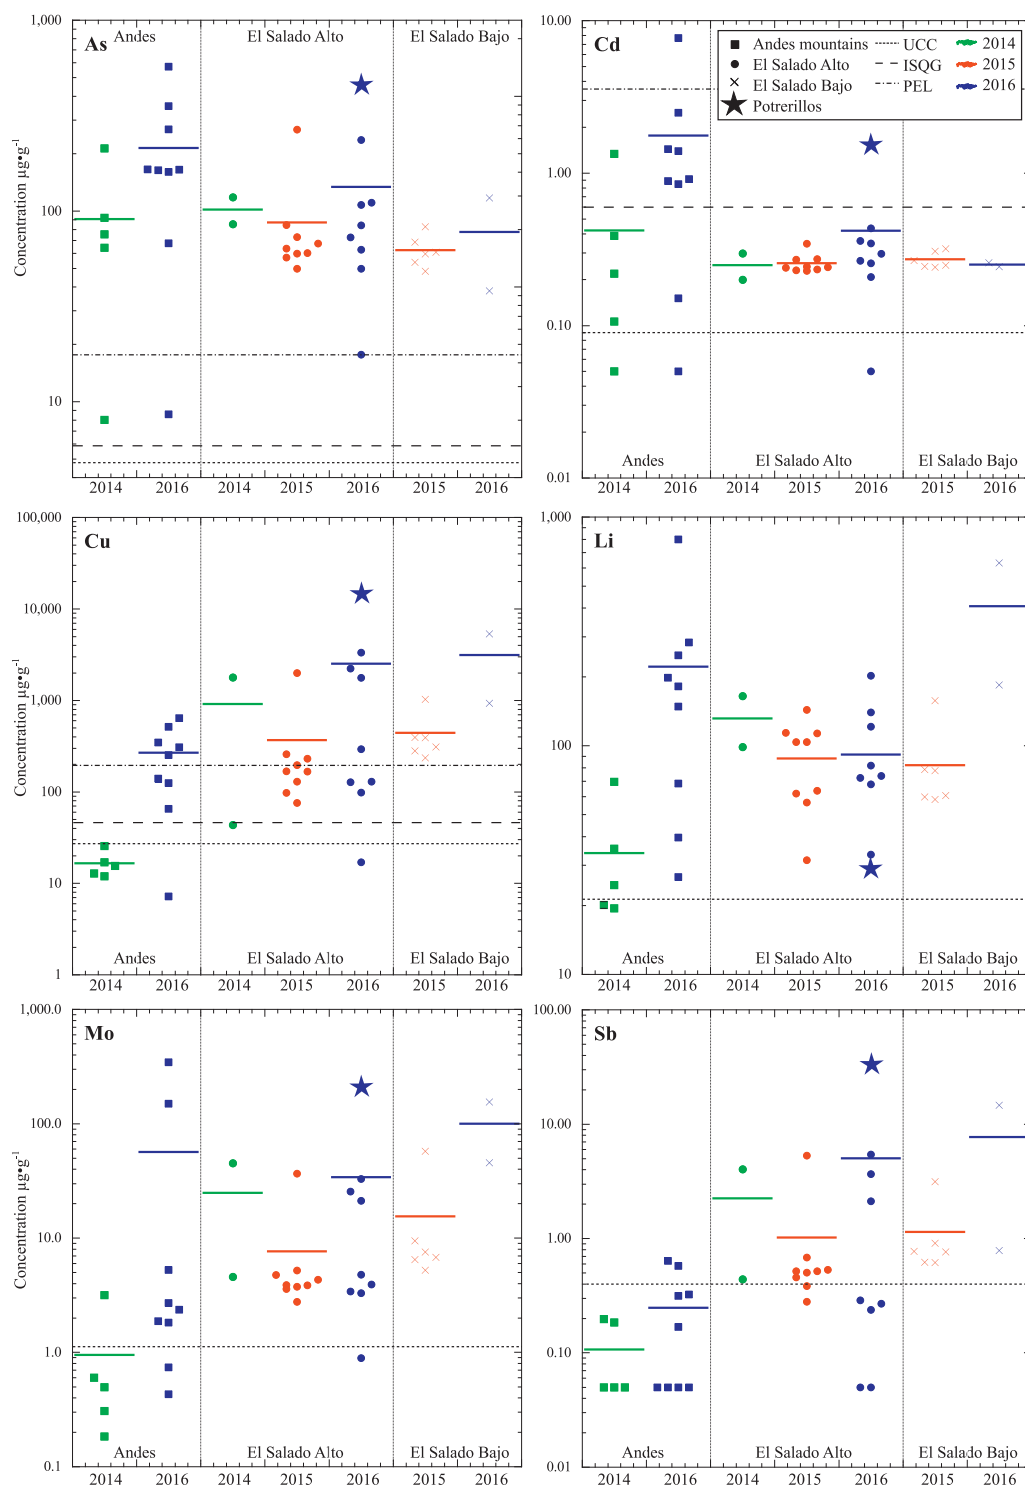 As
Andes
El Salado Alto
El Salado Bajo
1,000
100
10
Concentration µg•g-1
2014 2016 2014 2015 2016 2015 2016
Cd
Andes mountains
El Salado Alto
El Salado Bajo
Potrerillos
UCC
ISQG
PEL
2014
2015
2016
10.00
1.00
0.10
0.01
Andes
El Salado Alto
El Salado Bajo
2014 2016 2014 2015 2016 2015 2016
Cu
100,000
10,000
1,000
100
10
1
Concentration µg•g-1
Andes
El Salado Alto
El Salado Bajo
2014 2016 2014 2015 2016 2015 2016
Li
1,000
100
10
Andes
El Salado Alto
El Salado Bajo
2014 2016 2014 2015 2016 2015 2016
Mo
1,000.0
100.0
10.0
1.0
0.1
Concentration µg•g-1
Andes
El Salado Alto
El Salado Bajo
2014 2016 2014 2015 2016 2015 2016
Sb
100.00
10.00
1.00
0.10
0.01
Andes
El Salado Alto
El Salado Bajo
2014 2016 2014 2015 2016 2015 2016